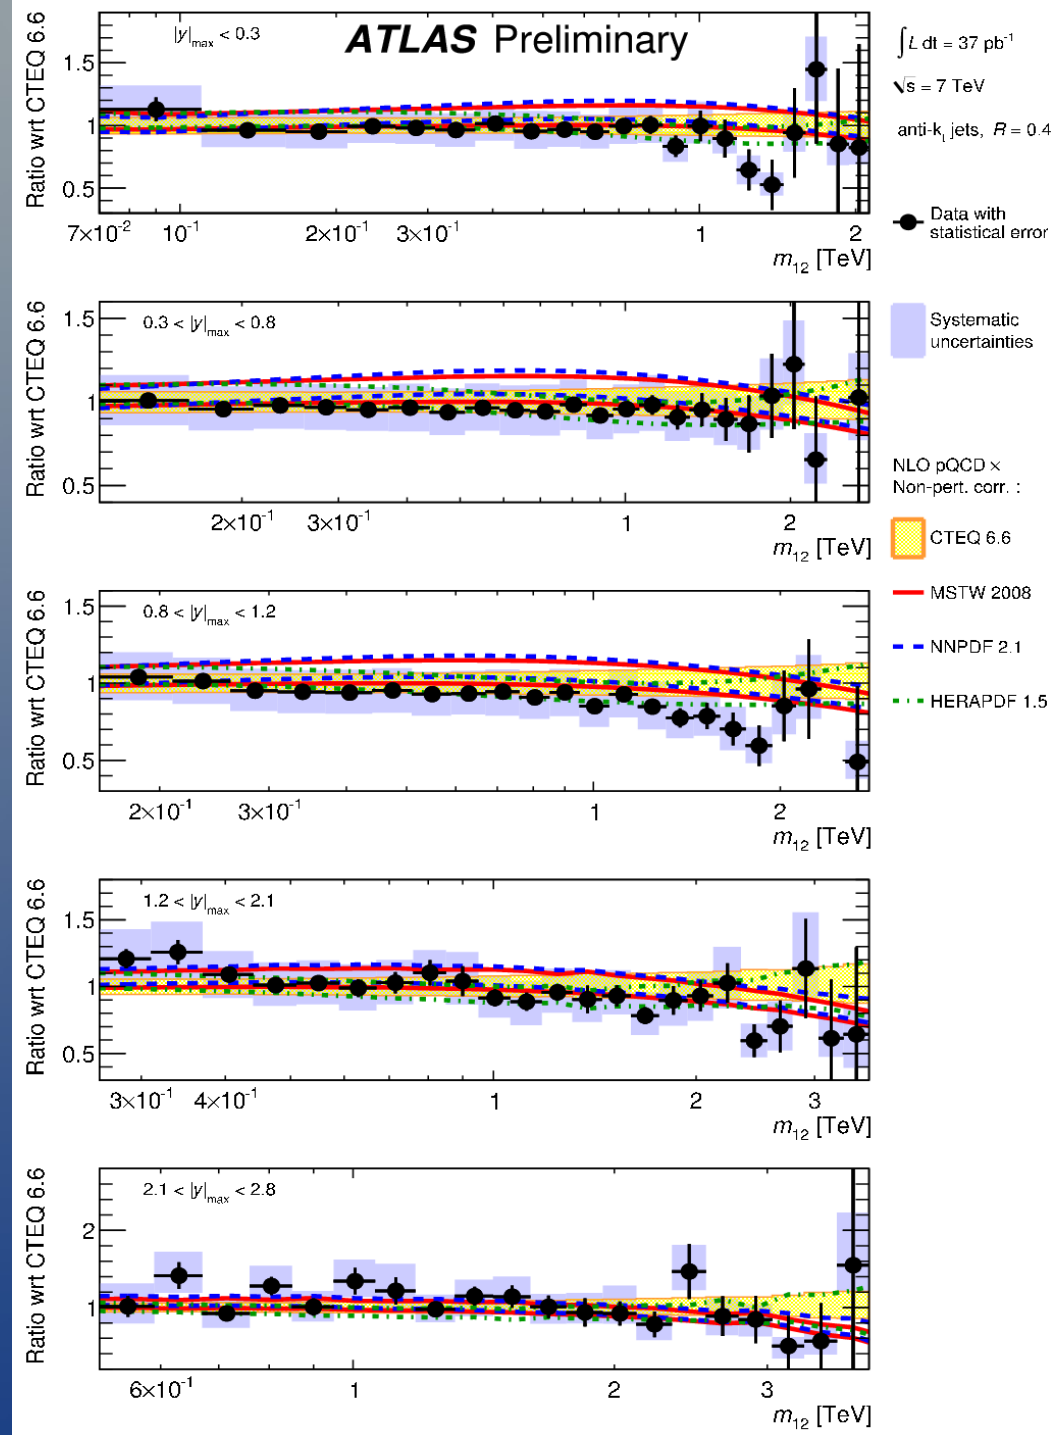 ATLAS Preliminary
|y|max < 0.3
Ratio wrt CTEQ 6.6
1.5
1
0.5
7×10⁻² 10⁻¹ 2×10⁻¹ 3×10⁻¹ 1 2
m₁₂ [TeV]
∫ L dt = 37 pb⁻¹
√s = 7 TeV
anti-kₜ jets, R = 0.4
Data with
statistical error
0.3 < |y|max < 0.8
Ratio wrt CTEQ 6.6
1.5
1
0.5
2×10⁻¹ 3×10⁻¹ 1 2
m₁₂ [TeV]
Systematic
uncertainties
NLO pQCD ×
Non-pert. corr. :
CTEQ 6.6
MSTW 2008
NNPDF 2.1
HERAPDF 1.5
0.8 < |y|max < 1.2
Ratio wrt CTEQ 6.6
1.5
1
0.5
2×10⁻¹ 3×10⁻¹ 1 2
m₁₂ [TeV]
1.2 < |y|max < 2.1
Ratio wrt CTEQ 6.6
1.5
1
0.5
3×10⁻¹ 4×10⁻¹ 1 2 3
m₁₂ [TeV]
2.1 < |y|max < 2.8
Ratio wrt CTEQ 6.6
2
1
6×10⁻¹ 1 2 3
m₁₂ [TeV]